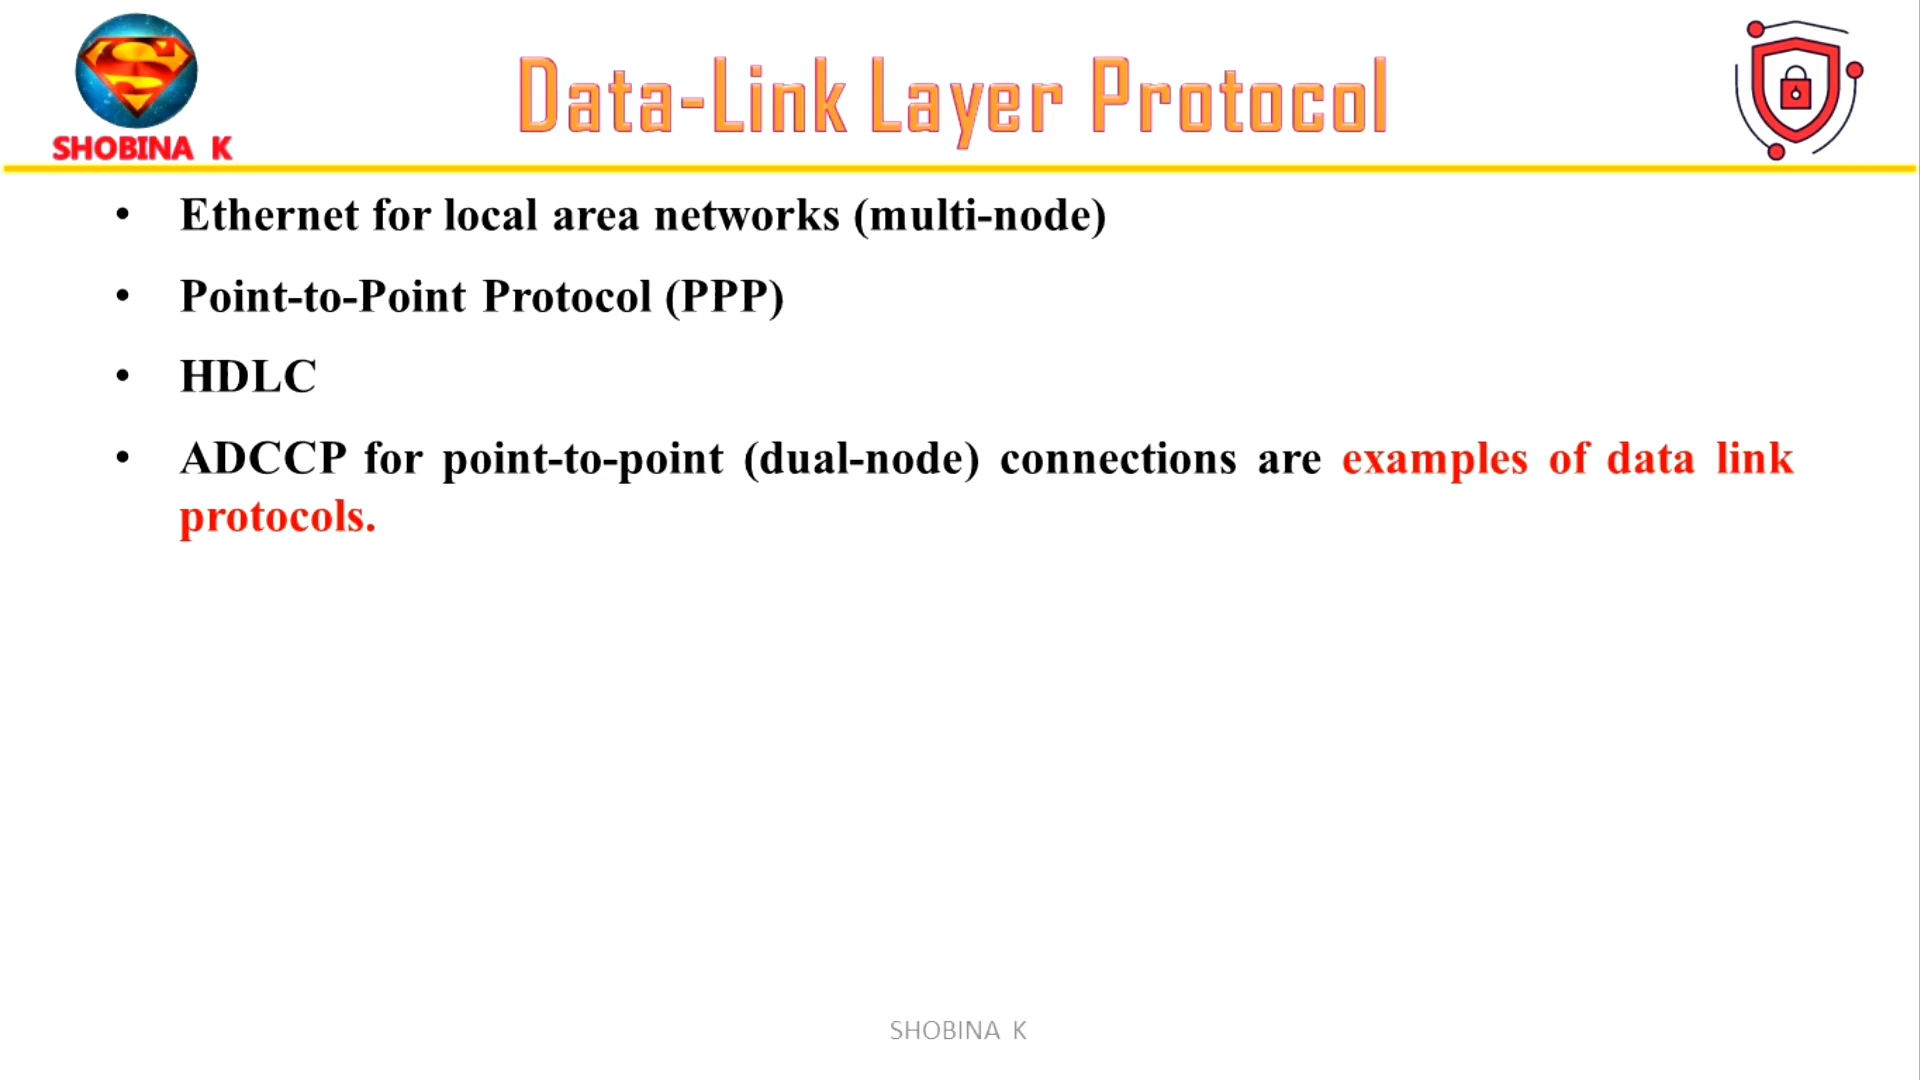 SHOBINA K
Data-Link Layer Protocol
• Ethernet for local area networks (multi-node)
• Point-to-Point Protocol (PPP)
• HDLC
• ADCCP for point-to-point (dual-node) connections are examples of data link
protocols.
SHOBINA K